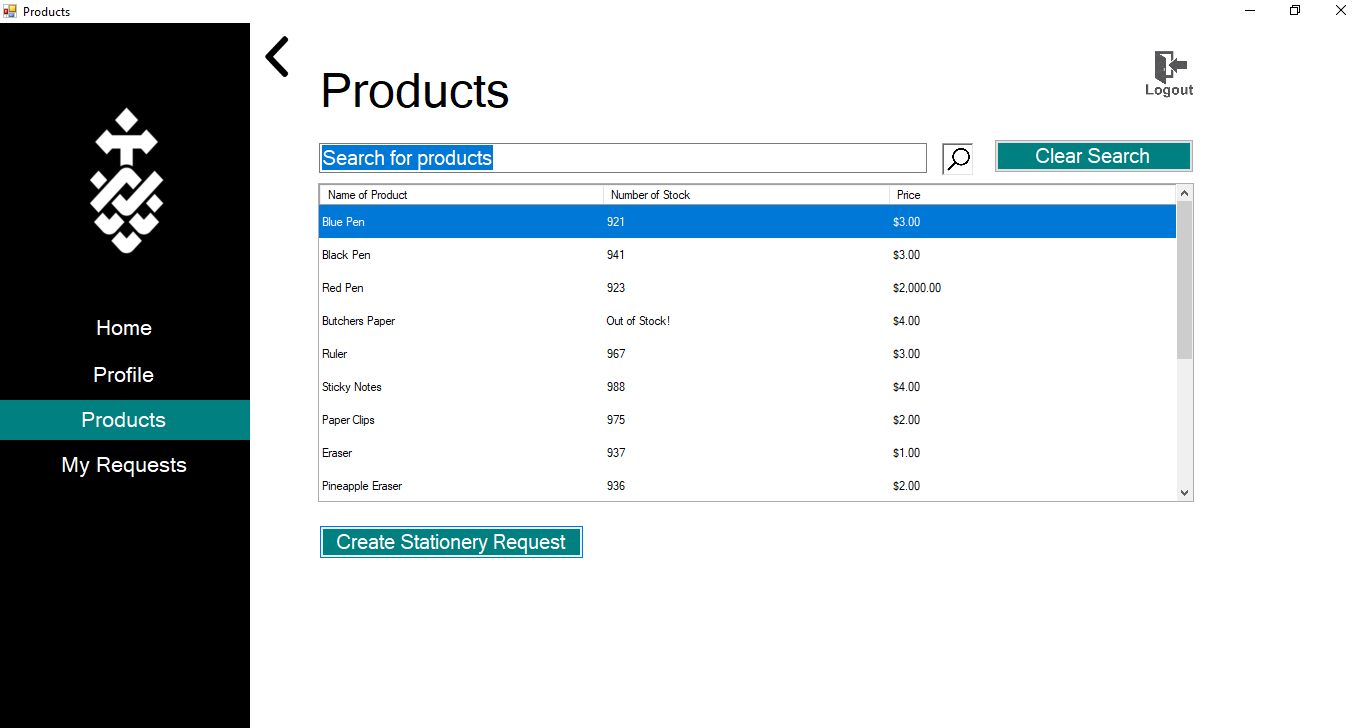 Products
Products
Logout
Search for products
Clear Search
Name of Product Number of Stock Price
Blue Pen 921 $3.00
Black Pen 941 $3.00
Red Pen 923 $2,000.00
Butchers Paper Out of Stock! $4.00
Ruler 967 $3.00
Sticky Notes 988 $4.00
Paper Clips 975 $2.00
Eraser 937 $1.00
Pineapple Eraser 936 $2.00
Create Stationery Request
Home
Profile
Products
My Requests